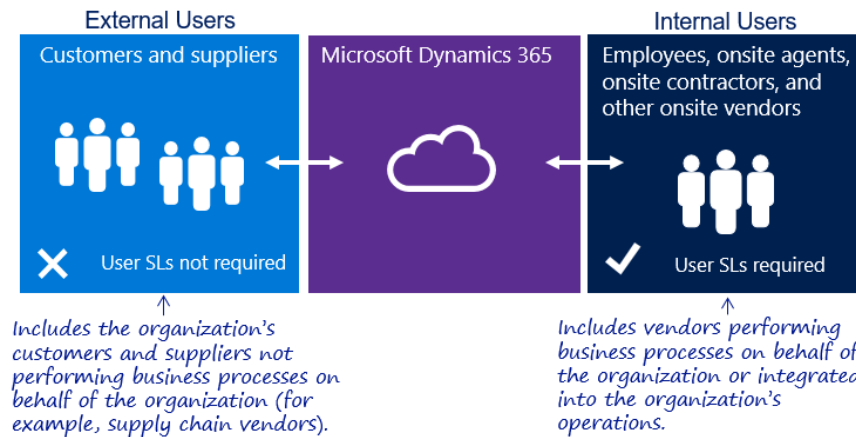 External Users
Customers and suppliers
User SLs not required
Includes the organization's
customers and suppliers not
performing business processes on
behalf of the organization (for
example, supply chain vendors).
Microsoft Dynamics 365
Internal Users
Employees, onsite agents,
onsite contractors, and
other onsite vendors
User SLs required
Includes vendors performing
business processes on behalf of
the organization or integrated
into the organization's
operations.